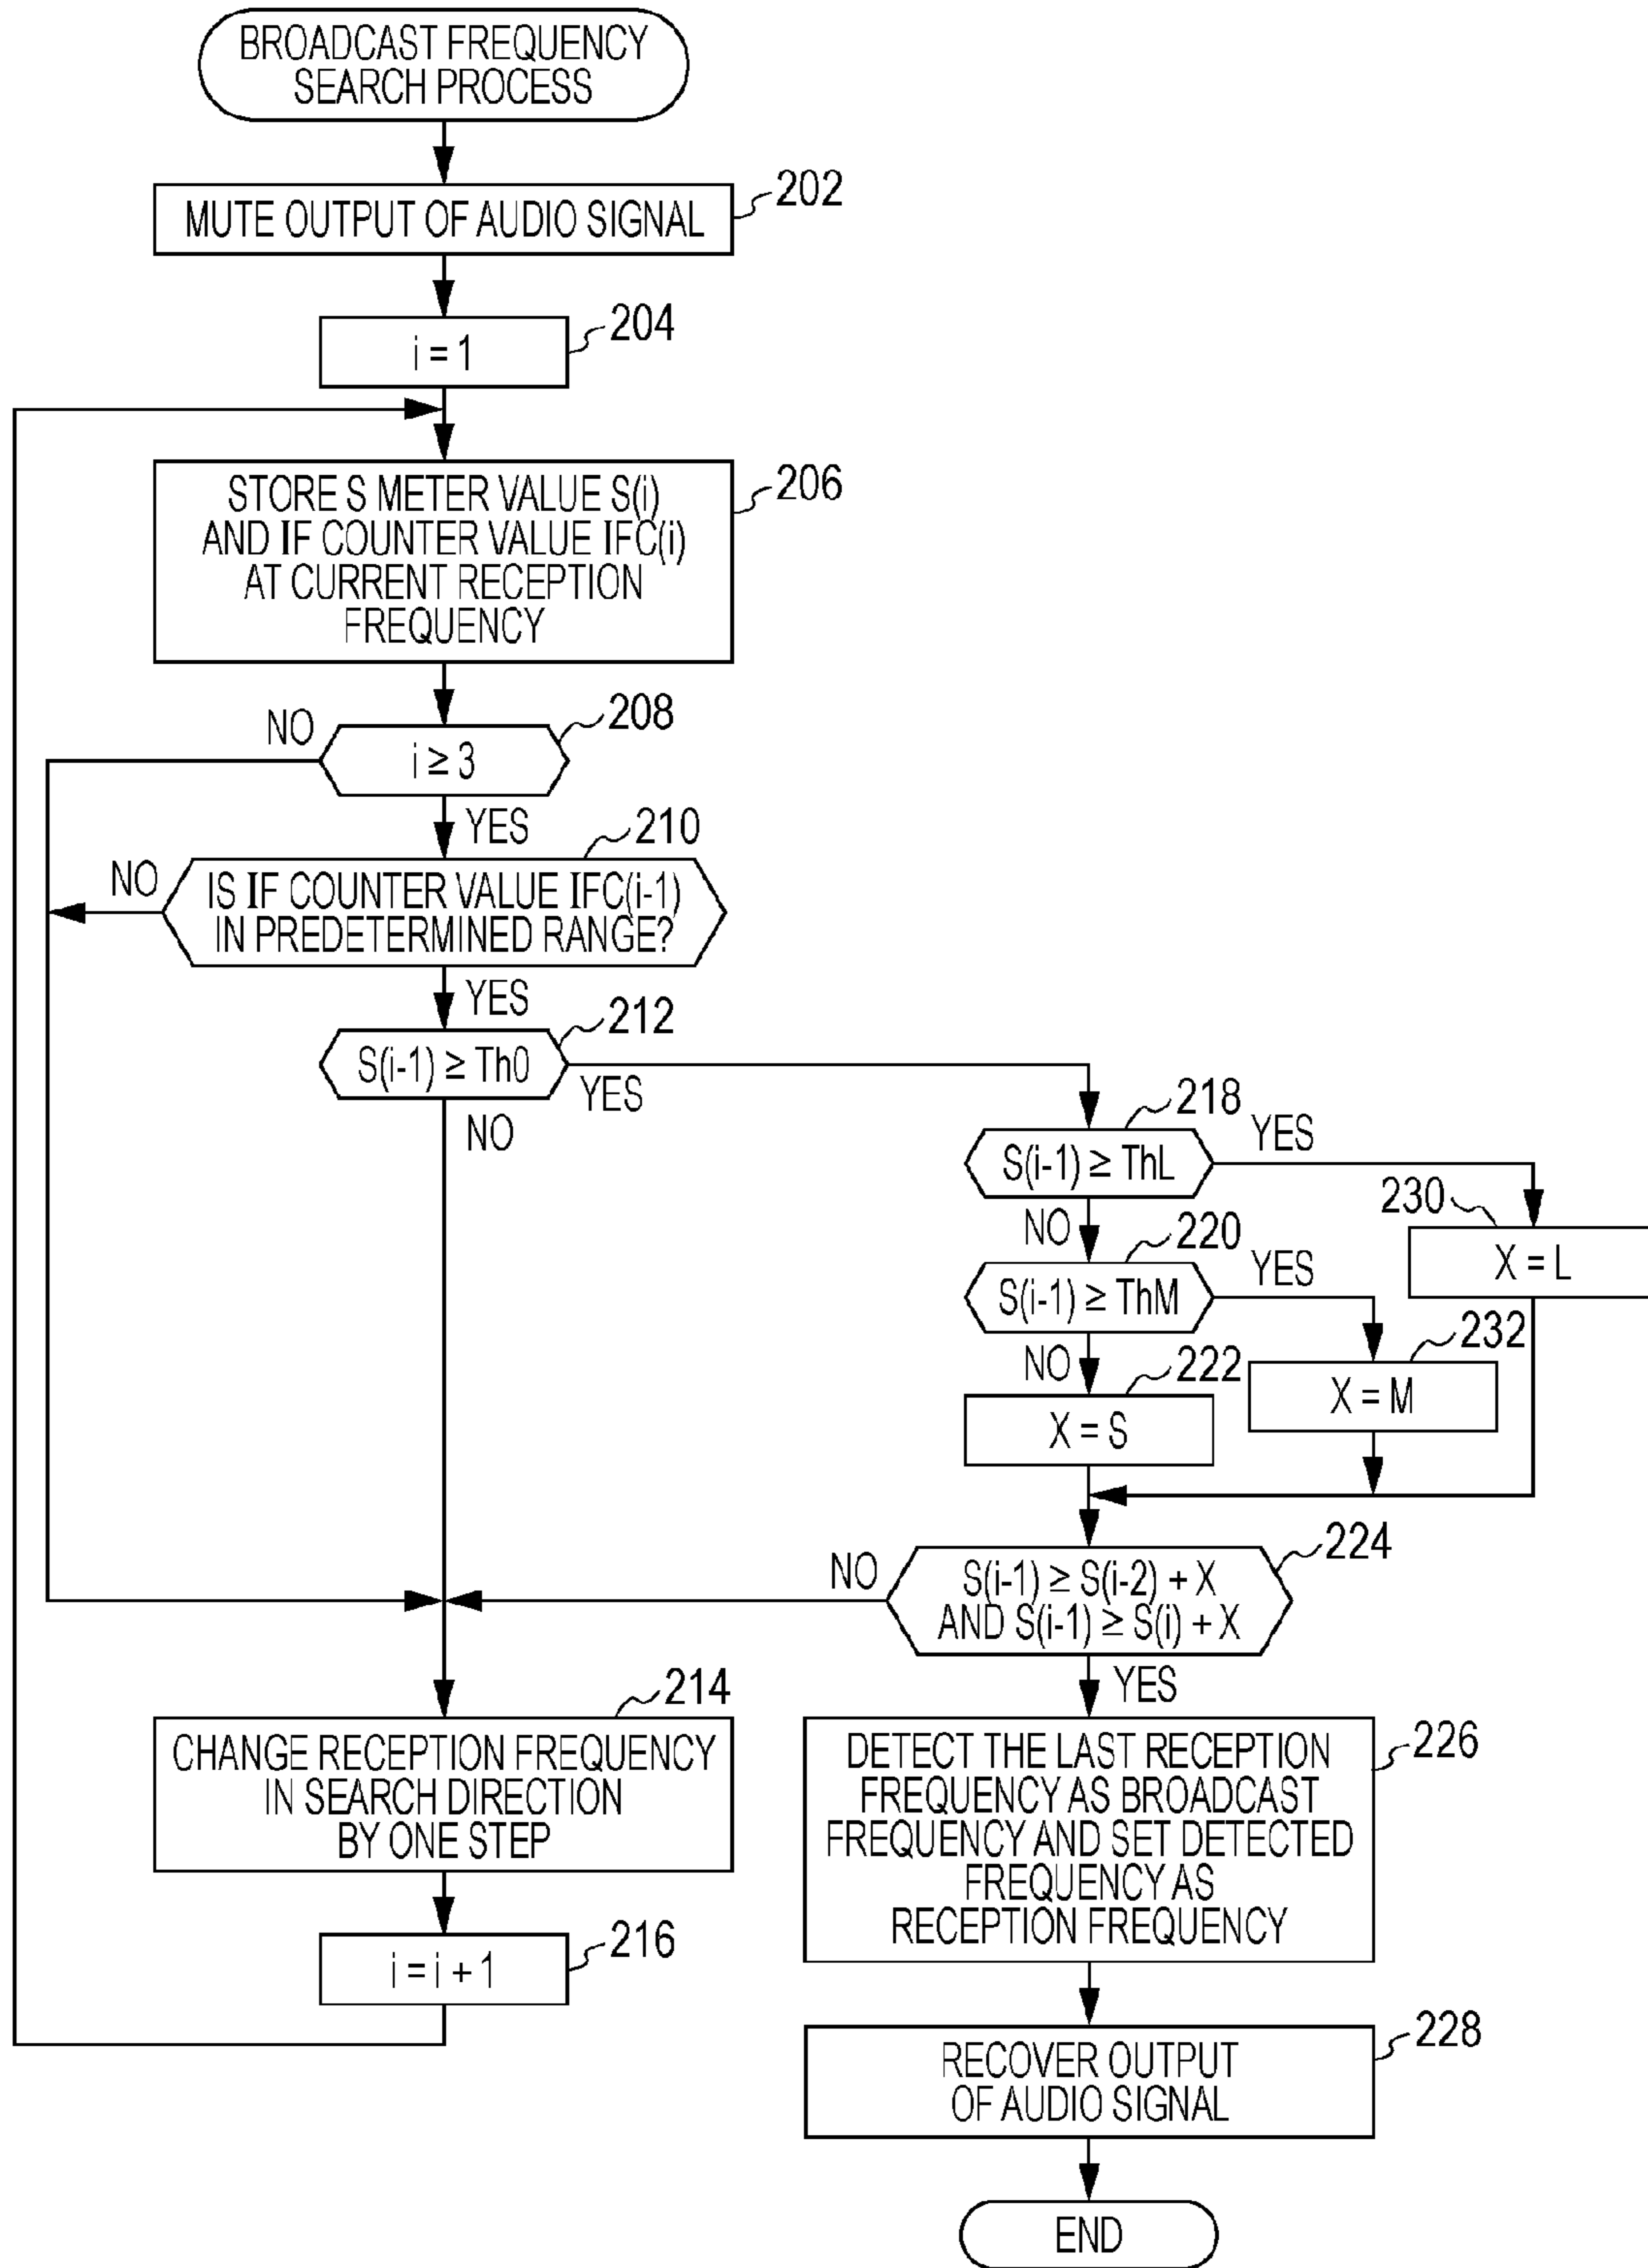 BROADCAST FREQUENCY
SEARCH PROCESS
202
MUTE OUTPUT OF AUDIO SIGNAL
204
i = 1
206
STORE S METER VALUE S(i)
AND IF COUNTER VALUE IFC(i)
AT CURRENT RECEPTION
FREQUENCY
208
NO
i ≥ 3
YES
210
NO
IS IF COUNTER VALUE IFC(i-1)
IN PREDETERMINED RANGE?
YES
212
S(i-1) ≥ Th0
YES
NO
218
S(i-1) ≥ ThL
YES
NO
230
X = L
220
S(i-1) ≥ ThM
YES
NO
232
X = M
222
X = S
224
NO
S(i-1) ≥ S(i-2) + X
AND S(i-1) ≥ S(i) + X
YES
214
CHANGE RECEPTION FREQUENCY
IN SEARCH DIRECTION
BY ONE STEP
216
i = i + 1
226
DETECT THE LAST RECEPTION
FREQUENCY AS BROADCAST
FREQUENCY AND SET DETECTED
FREQUENCY AS
RECEPTION FREQUENCY
228
RECOVER OUTPUT
OF AUDIO SIGNAL
END